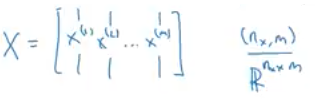 X = [ x^(1) x^(2) ... x^(m) ] (n_x, m)
ℝ^(n_x × m)